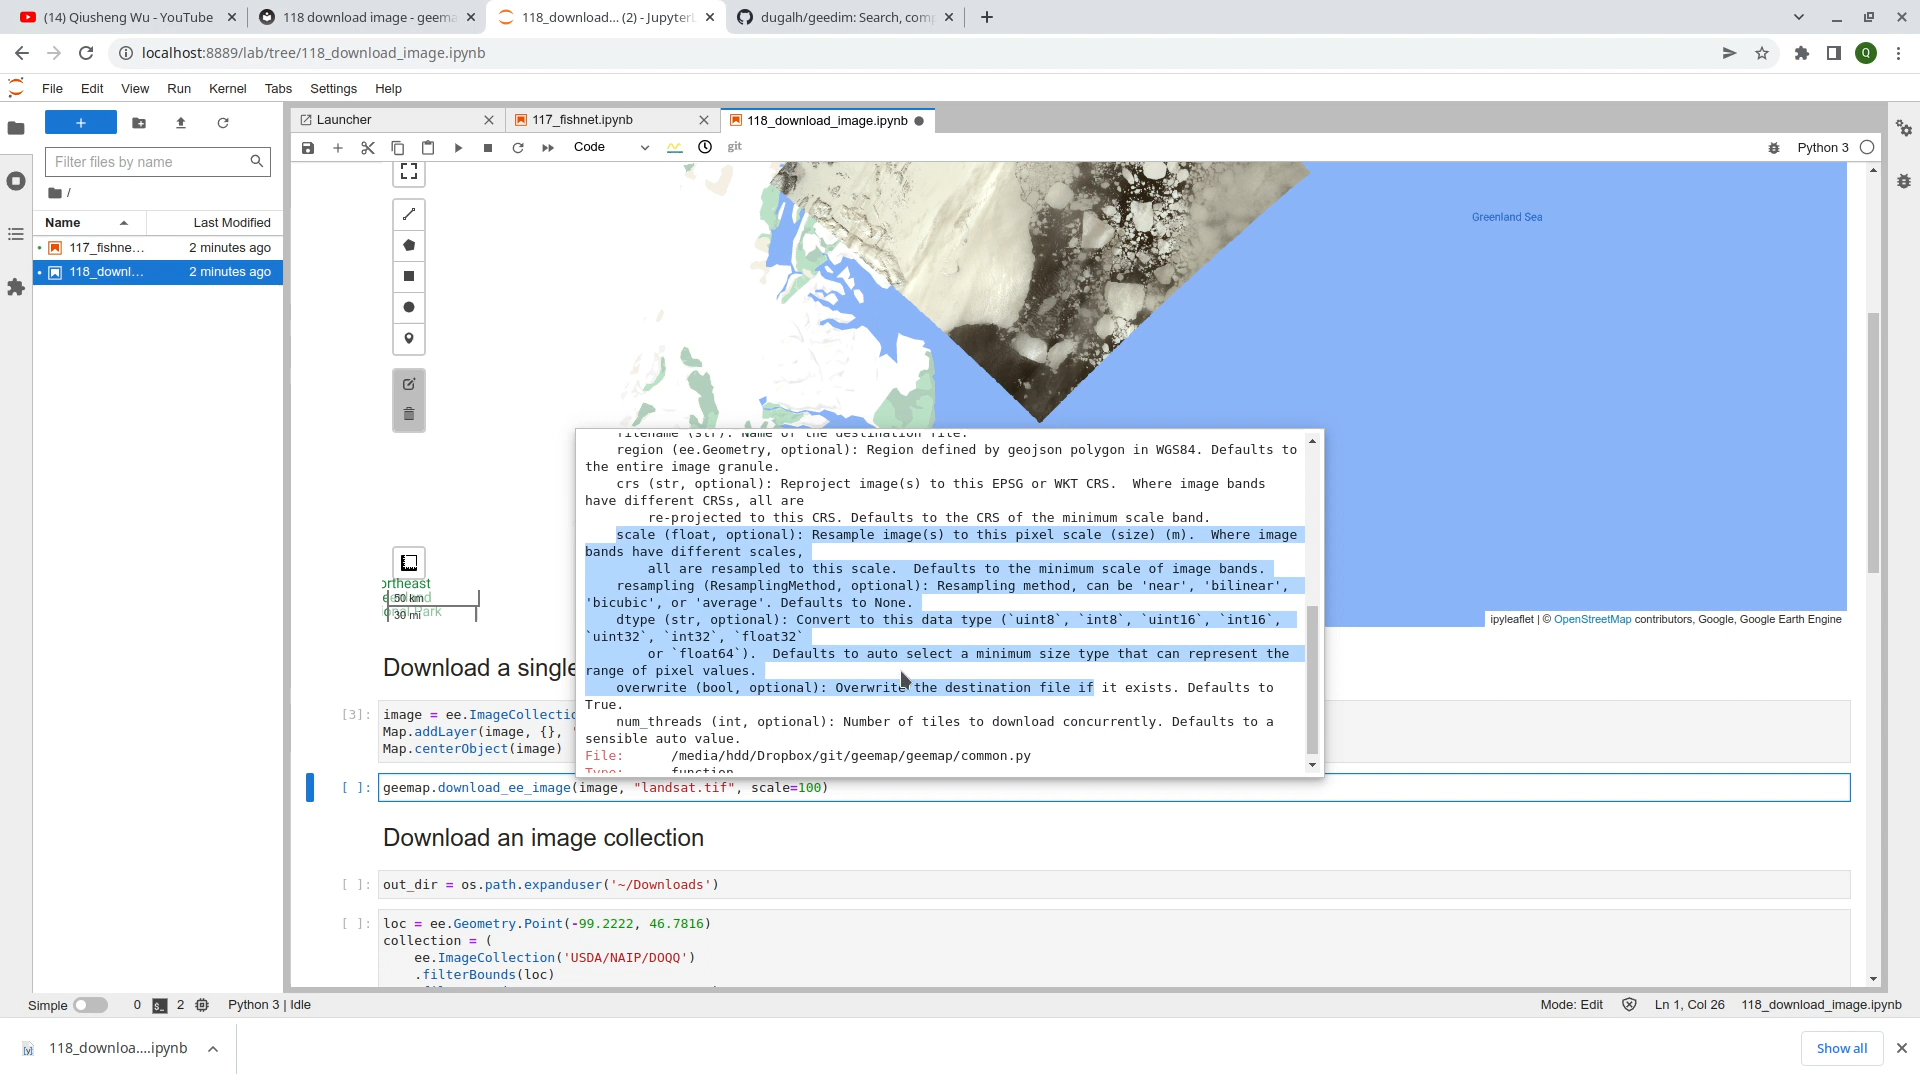 (14) Qiusheng Wu - YouTube
118 download image - geema
118_download... (2) - JupyterL
dugalh/geedim: Search, comp
localhost:8889/lab/tree/118_download_image.ipynb
Q
File Edit View Run Kernel Tabs Settings Help
Launcher
117_fishnet.ipynb
118_download_image.ipynb
Filter files by name
Code
git
Python 3
/
Name
Last Modified
117_fishne... 2 minutes ago
118_downl... 2 minutes ago
Greenland Sea
filename (str): Name of the destination file.
region (ee.Geometry, optional): Region defined by geojson polygon in WGS84. Defaults to
the entire image granule.
crs (str, optional): Reproject image(s) to this EPSG or WKT CRS.  Where image bands
have different CRSs, all are
re-projected to this CRS. Defaults to the CRS of the minimum scale band.
scale (float, optional): Resample image(s) to this pixel scale (size) (m).  Where image
bands have different scales,
all are resampled to this scale.  Defaults to the minimum scale of image bands.
resampling (ResamplingMethod, optional): Resampling method, can be 'near', 'bilinear',
'bicubic', or 'average'. Defaults to None.
dtype (str, optional): Convert to this data type (`uint8`, `int8`, `uint16`, `int16`,
`uint32`, `int32`, `float32`
or `float64`).  Defaults to auto select a minimum size type that can represent the
range of pixel values.
overwrite (bool, optional): Overwrite the destination file if it exists. Defaults to
True.
num_threads (int, optional): Number of tiles to download concurrently. Defaults to a
sensible auto value.
File: /media/hdd/Dropbox/git/geemap/geemap/common.py
Type: function
ortheast
50 km
30 mi
ipyleaflet | © OpenStreetMap contributors, Google, Google Earth Engine
Download a single
[3]: image = ee.ImageCollectio
Map.addLayer(image, {}, '
Map.centerObject(image)
[ ]: geemap.download_ee_image(image, "landsat.tif", scale=100)
Download an image collection
[ ]: out_dir = os.path.expanduser('~/Downloads')
[ ]: loc = ee.Geometry.Point(-99.2222, 46.7816)
collection = (
ee.ImageCollection('USDA/NAIP/DOQQ')
.filterBounds(loc)
Simple 0 2 Python 3 | Idle
Mode: Edit Ln 1, Col 26 118_download_image.ipynb
118_downloa....ipynb
Show all